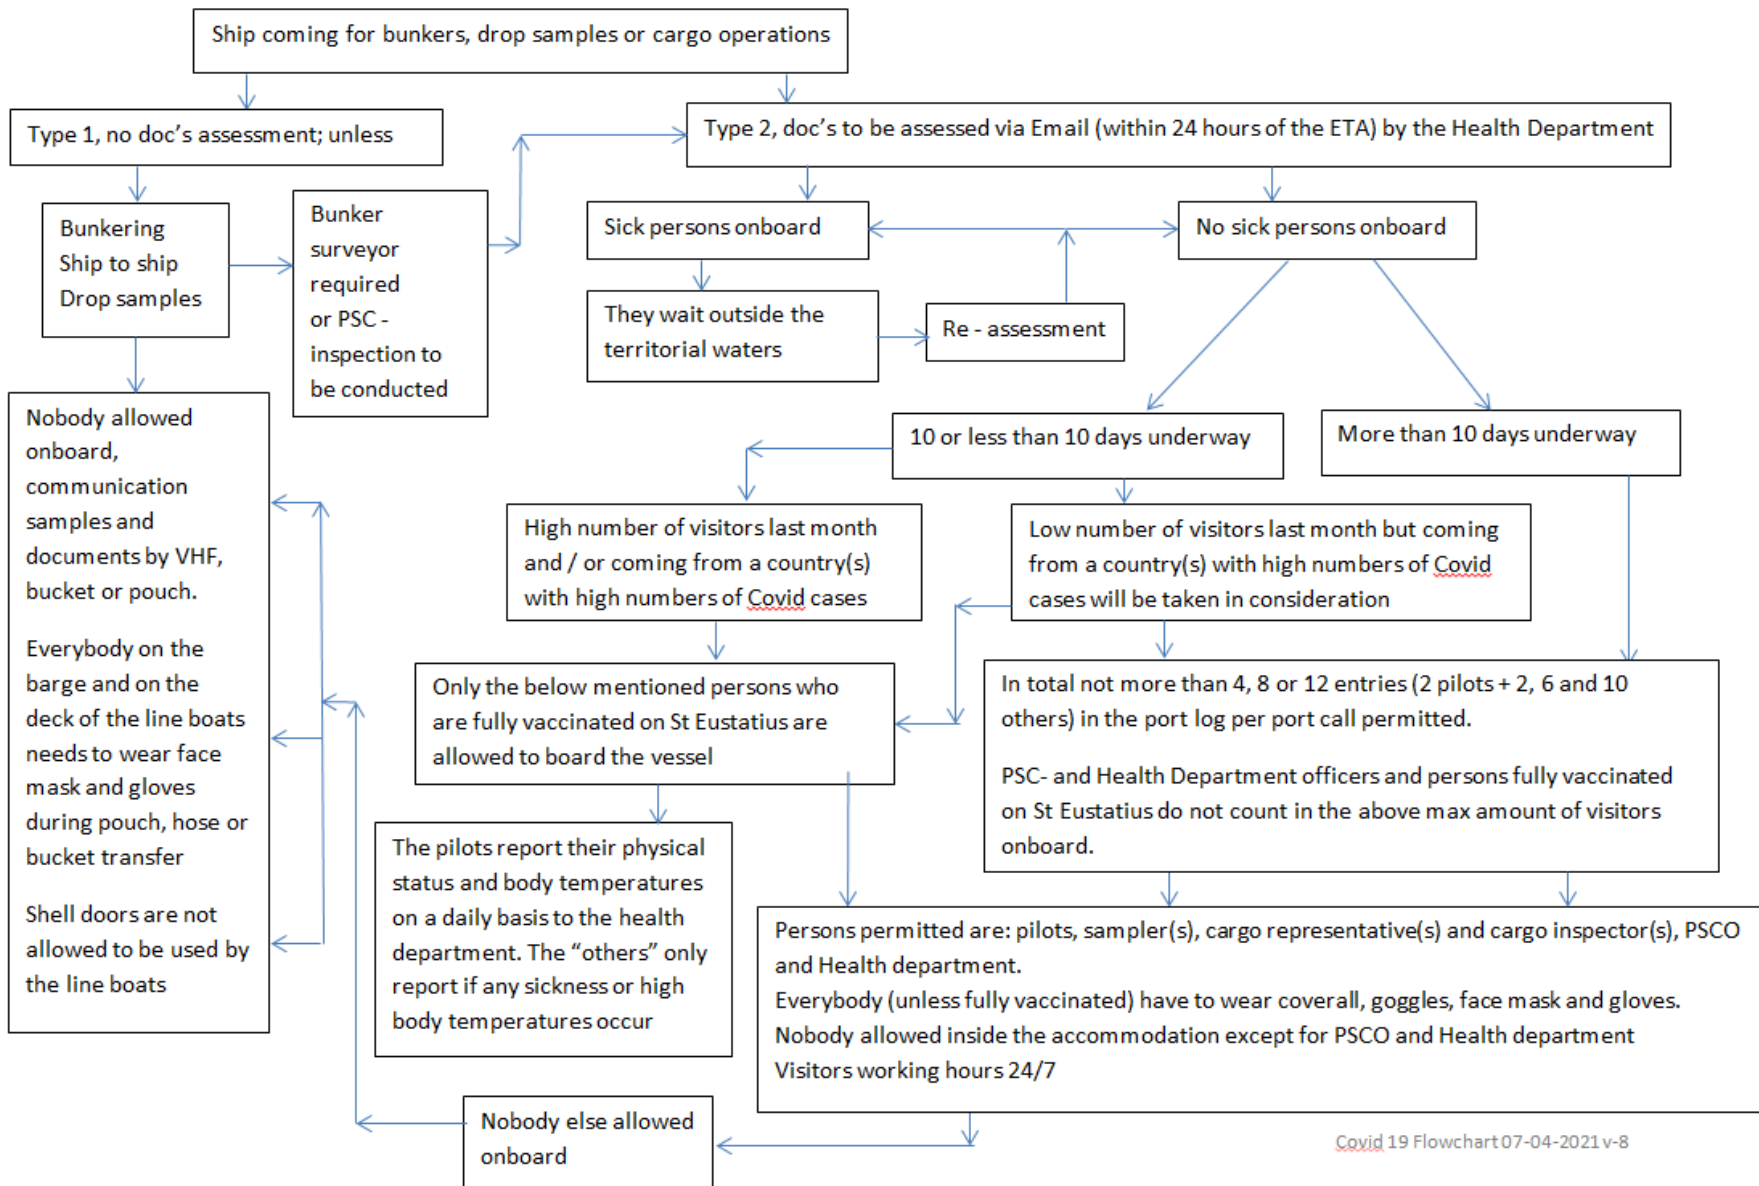 Ship coming for bunkers, drop samples or cargo operations
Type 1, no doc's assessment; unless
Type 2, doc's to be assessed via Email (within 24 hours of the ETA) by the Health Department
Bunkering
Ship to ship
Drop samples
Bunker
surveyor
required
or PSC -
inspection to
be conducted
Sick persons onboard
No sick persons onboard
They wait outside the
territorial waters
Re - assessment
Nobody allowed
onboard,
communication
samples and
documents by VHF,
bucket or pouch.
Everybody on the
barge and on the
deck of the line boats
needs to wear face
mask and gloves
during pouch, hose or
bucket transfer
Shell doors are not
allowed to be used by
the line boats
10 or less than 10 days underway
More than 10 days underway
High number of visitors last month
and / or coming from a country(s)
with high numbers of Covid cases
Low number of visitors last month but coming
from a country(s) with high numbers of Covid
cases will be taken in consideration
Only the below mentioned persons who
are fully vaccinated on St Eustatius are
allowed to board the vessel
In total not more than 4, 8 or 12 entries (2 pilots + 2, 6 and 10
others) in the port log per port call permitted.
PSC- and Health Department officers and persons fully vaccinated
on St Eustatius do not count in the above max amount of visitors
onboard.
The pilots report their physical
status and body temperatures
on a daily basis to the health
department. The "others" only
report if any sickness or high
body temperatures occur
Persons permitted are: pilots, sampler(s), cargo representative(s) and cargo inspector(s), PSCO
and Health department.
Everybody (unless fully vaccinated) have to wear coverall, goggles, face mask and gloves.
Nobody allowed inside the accommodation except for PSCO and Health department
Visitors working hours 24/7
Nobody else allowed
onboard
Covid 19 Flowchart 07-04-2021 v-8